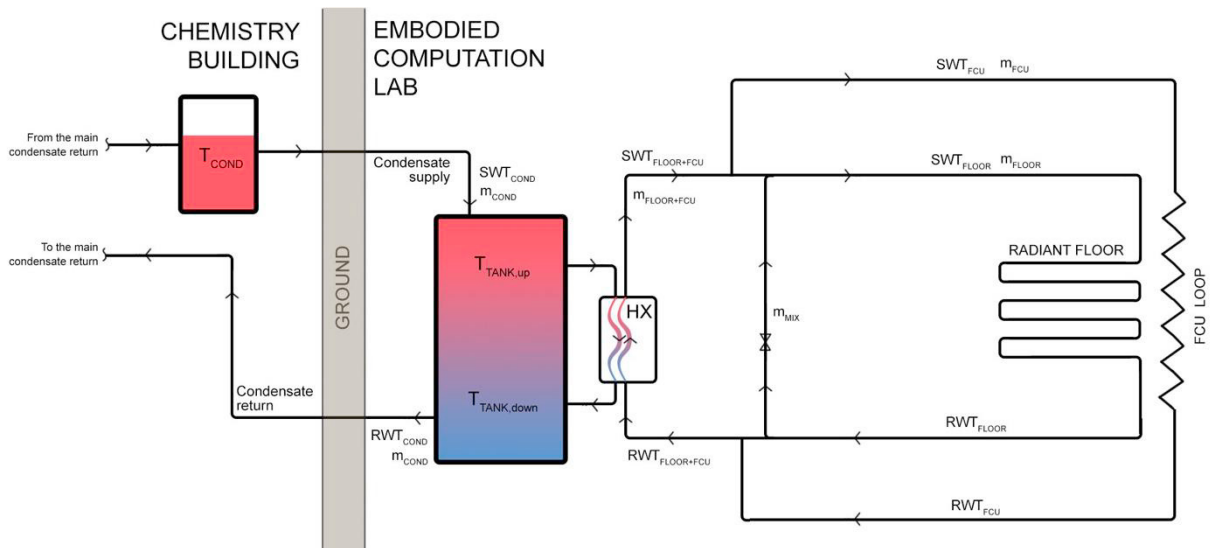 CHEMISTRY
BUILDING
EMBODIED
COMPUTATION
LAB
From the main
condensate return
T_COND
Condensate
supply
SWT_COND
m_COND
To the main
condensate return
GROUND
T_TANK,up
T_TANK,down
Condensate
return
RWT_COND
m_COND
HX
SWT_FLOOR+FCU
m_FLOOR+FCU
RWT_FLOOR+FCU
SWT_FCU m_FCU
SWT_FLOOR m_FLOOR
RADIANT FLOOR
m_MIX
FCU LOOP
RWT_FLOOR
RWT_FCU